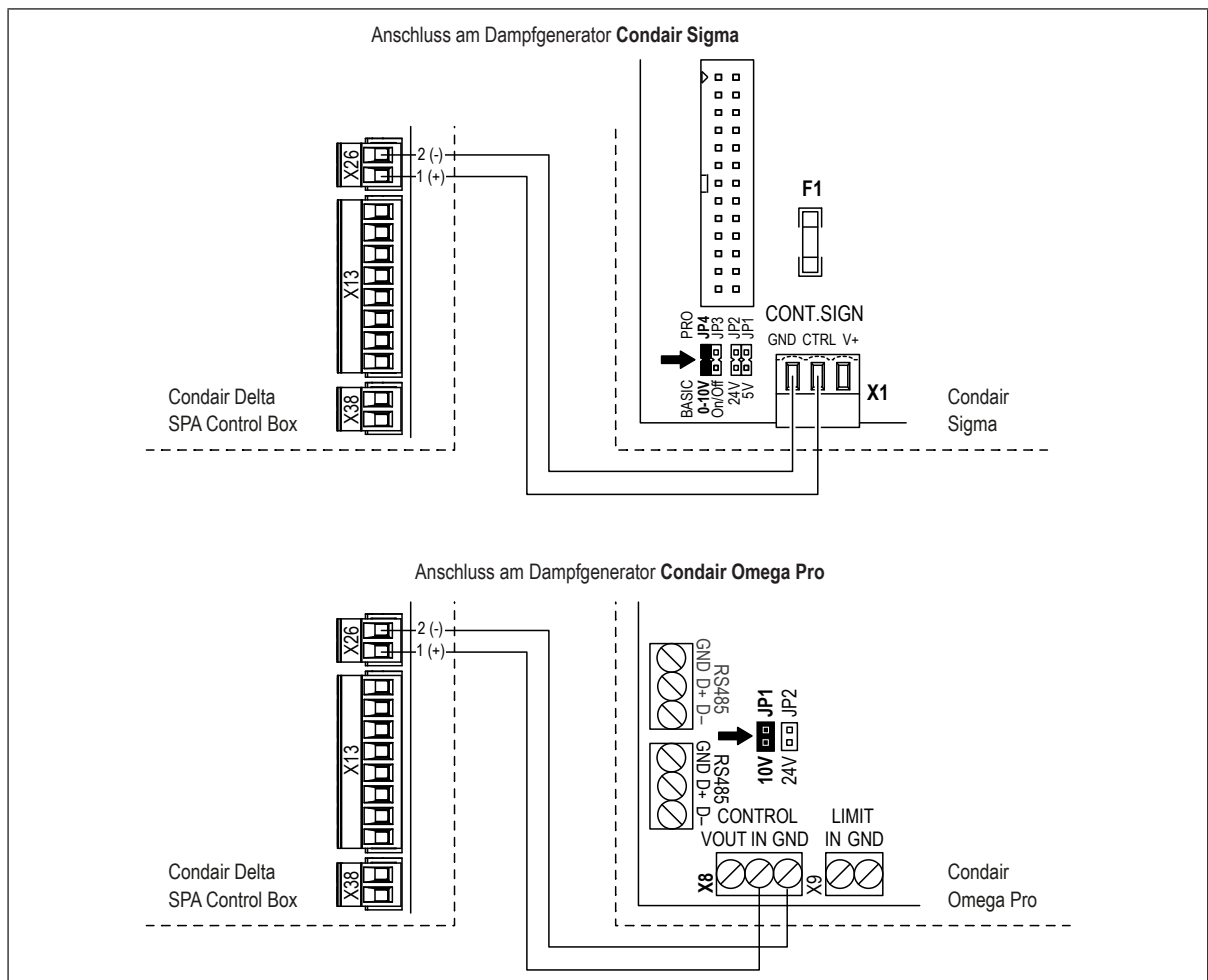 Anschluss am Dampfgenerator Condair Sigma
X26
2 (-)
1 (+)
X13
X38
Condair Delta
SPA Control Box
F1
CONT.SIGN
GND CTRL V+
X1
PRO
JP4
JP3
JP2
JP1
BASIC
0-10V
On/Off
24V
5V
Condair
Sigma
Anschluss am Dampfgenerator Condair Omega Pro
X26
2 (-)
1 (+)
X13
X38
Condair Delta
SPA Control Box
RS485
GND D+ D–
RS485
GND D+ D–
JP1
JP2
10V
24V
CONTROL
VOUT IN GND
X8
LIMIT
IN GND
X9
Condair
Omega Pro